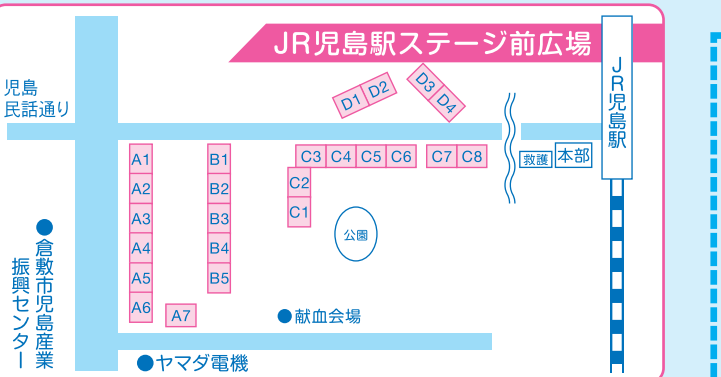 JR児島駅ステージ前広場
JR児島駅
児島
民話通り
D1 D2
D3
D4
A1
A2
A3
A4
A5
A6
A7
B1
B2
B3
B4
B5
C3 C4 C5 C6 C7 C8
C2
C1
救護
本部
公園
●倉敷市児島産業
振興センター
●献血会場
●ヤマダ電機